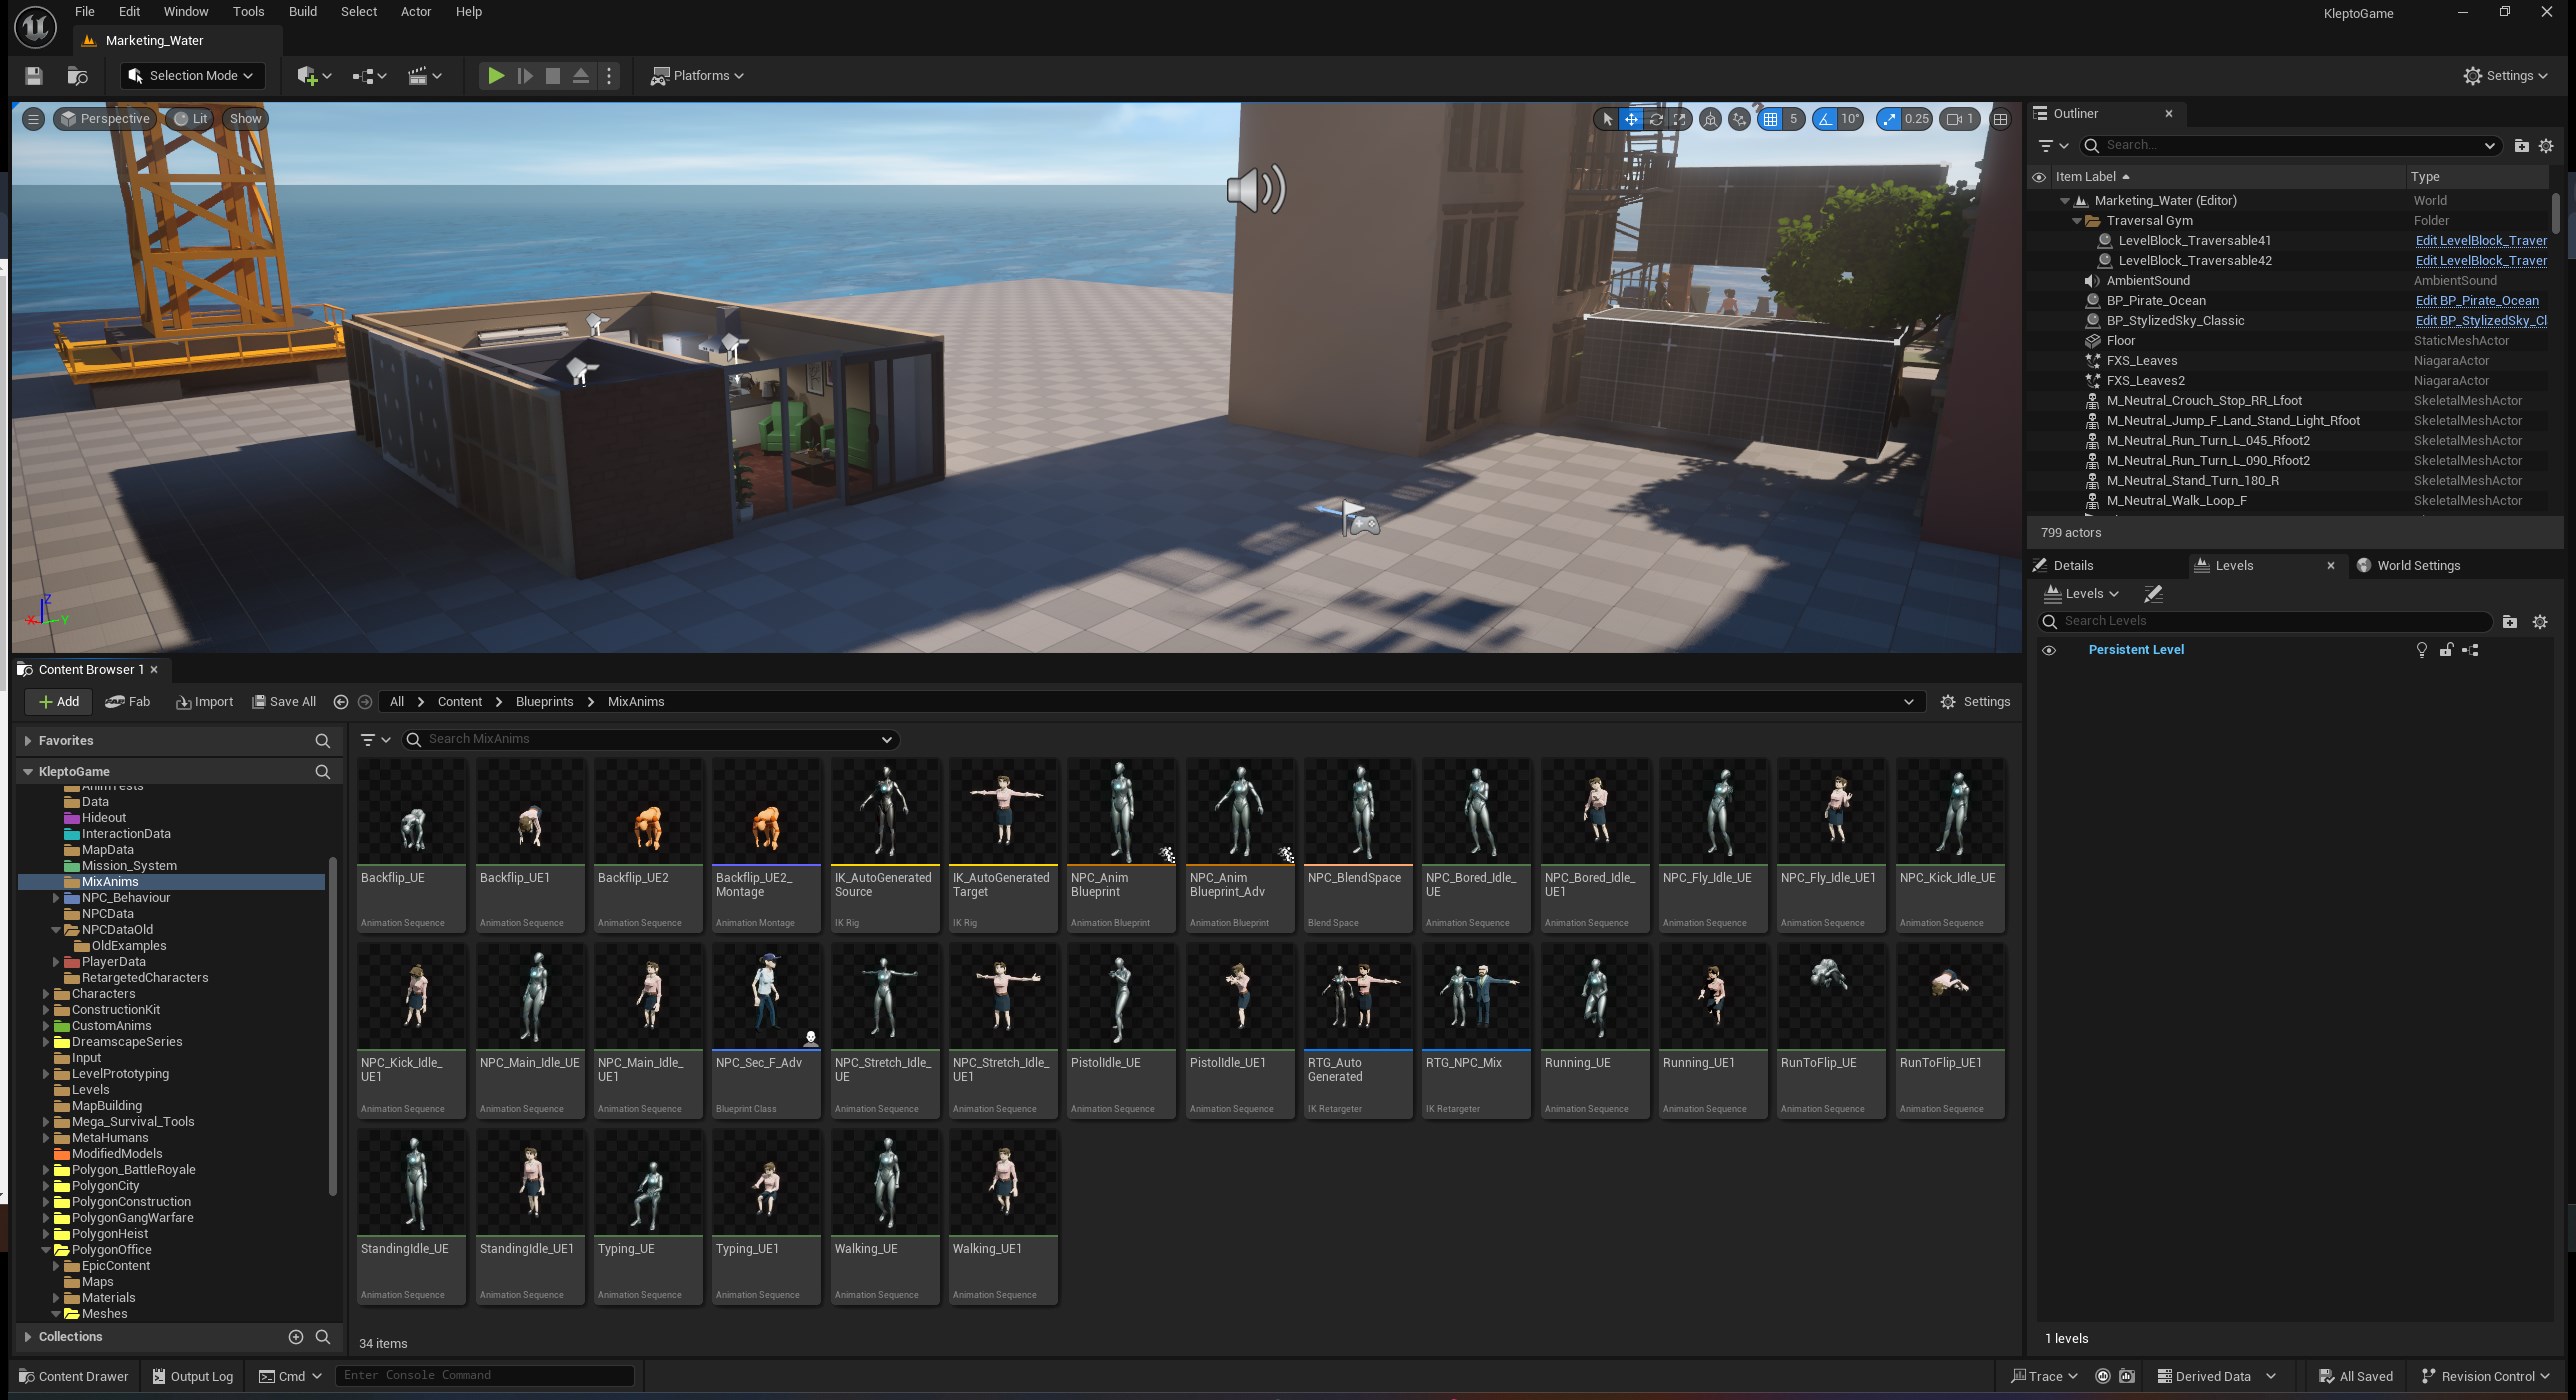 File Edit Window Tools Build Select Actor Help
KleptoGame
Marketing_Water
Selection Mode
Platforms
Settings
Perspective Lit Show
5 10° 0.25 1
Outliner
Search...
Item Label Type
Marketing_Water (Editor) World
Traversal Gym Folder
LevelBlock_Traversable41 Edit LevelBlock_Traver
LevelBlock_Traversable42 Edit LevelBlock_Traver
AmbientSound AmbientSound
BP_Pirate_Ocean Edit BP_Pirate_Ocean
BP_StylizedSky_Classic Edit BP_StylizedSky_Cl
Floor StaticMeshActor
FXS_Leaves NiagaraActor
FXS_Leaves2 NiagaraActor
M_Neutral_Crouch_Stop_RR_Lfoot SkeletalMeshActor
M_Neutral_Jump_F_Land_Stand_Light_Rfoot SkeletalMeshActor
M_Neutral_Run_Turn_L_045_Rfoot2 SkeletalMeshActor
M_Neutral_Run_Turn_L_090_Rfoot2 SkeletalMeshActor
M_Neutral_Stand_Turn_180_R SkeletalMeshActor
M_Neutral_Walk_Loop_F SkeletalMeshActor
799 actors
Details Levels World Settings
Levels
Search Levels
Persistent Level
1 levels
Z
X Y
Content Browser 1
Add Fab Import Save All All Content Blueprints MixAnims Settings
Favorites
KleptoGame
AnimTests
Data
Hideout
InteractionData
MapData
Mission_System
MixAnims
NPC_Behaviour
NPCData
NPCDataOld
OldExamples
PlayerData
RetargetedCharacters
Characters
ConstructionKit
CustomAnims
DreamscapeSeries
Input
LevelPrototyping
Levels
MapBuilding
Mega_Survival_Tools
MetaHumans
ModifiedModels
Polygon_BattleRoyale
PolygonCity
PolygonConstruction
PolygonGangWarfare
PolygonHeist
PolygonOffice
EpicContent
Maps
Materials
Meshes
Collections
Search MixAnims
Backflip_UE
Animation Sequence
Backflip_UE1
Animation Sequence
Backflip_UE2
Animation Sequence
Backflip_UE2_
Montage
Animation Montage
IK_AutoGenerated
Source
IK Rig
IK_AutoGenerated
Target
IK Rig
NPC_Anim
Blueprint
Animation Blueprint
NPC_Anim
Blueprint_Adv
Animation Blueprint
NPC_BlendSpace
Blend Space
NPC_Bored_Idle_
UE
Animation Sequence
NPC_Bored_Idle_
UE1
Animation Sequence
NPC_Fly_Idle_UE
Animation Sequence
NPC_Fly_Idle_UE1
Animation Sequence
NPC_Kick_Idle_UE
Animation Sequence
NPC_Kick_Idle_
UE1
Animation Sequence
NPC_Main_Idle_UE
Animation Sequence
NPC_Main_Idle_
UE1
Animation Sequence
NPC_Sec_F_Adv
Blueprint Class
NPC_Stretch_Idle_
UE
Animation Sequence
NPC_Stretch_Idle_
UE1
Animation Sequence
PistolIdle_UE
Animation Sequence
PistolIdle_UE1
Animation Sequence
RTG_Auto
Generated
IK Retargeter
RTG_NPC_Mix
IK Retargeter
Running_UE
Animation Sequence
Running_UE1
Animation Sequence
RunToFlip_UE
Animation Sequence
RunToFlip_UE1
Animation Sequence
StandingIdle_UE
Animation Sequence
StandingIdle_UE1
Animation Sequence
Typing_UE
Animation Sequence
Typing_UE1
Animation Sequence
Walking_UE
Animation Sequence
Walking_UE1
Animation Sequence
34 items
Content Drawer Output Log Cmd Enter Console Command Trace Derived Data All Saved Revision Control